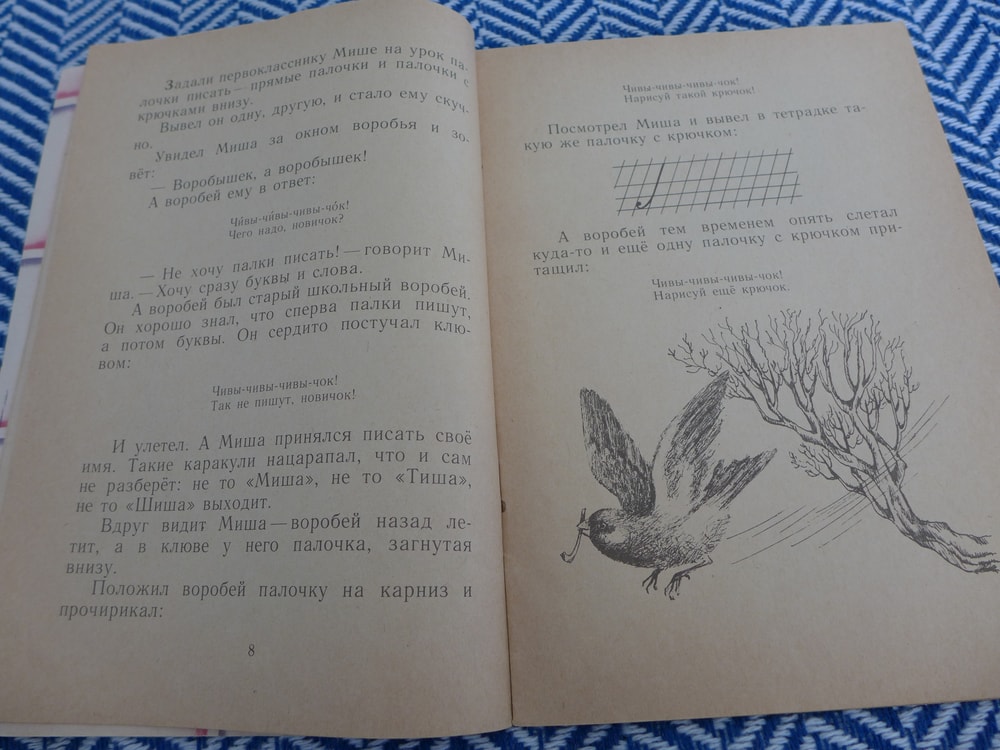 Задали первокласснику Мише на урок па-
лочки писать — прямые палочки и палочки с
крючками внизу.
Вывел он одну, другую, и стало ему скуч-
но.
Увидел Миша за окном воробья и зо-
вёт:
— Воробышек, а воробышек!
А воробей ему в ответ:
Чи́вы-чи́вы-чивы-чо́к!
Чего надо, новичок?
— Не хочу палки писать! — говорит Ми-
ша. — Хочу сразу буквы и слова.
А воробей был старый школьный воробей.
Он хорошо знал, что сперва палки пишут,
а потом буквы. Он сердито постучал клю-
вом:
Чивы-чивы-чивы-чок!
Так не пишут, новичок!
И улетел. А Миша принялся писать своё
имя. Такие каракули нацарапал, что и сам
не разберёт: не то «Миша», не то «Тиша»,
не то «Шиша» выходит.
Вдруг видит Миша — воробей назад ле-
тит, а в клюве у него палочка, загнутая
внизу.
Положил воробей палочку на карниз и
прочирикал:
8
Чивы-чивы-чивы-чок!
Нарисуй такой крючок!
Посмотрел Миша и вывел в тетрадке та-
кую же палочку с крючком:
А воробей тем временем опять слетал
куда-то и ещё одну палочку с крючком при-
тащил:
Чивы-чивы-чивы-чок!
Нарисуй ещё крючок.